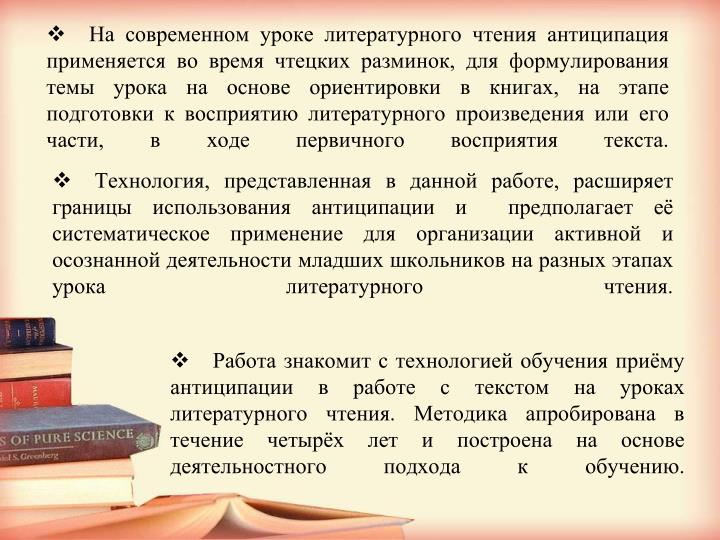 ❖ На современном уроке литературного чтения антиципация
применяется во время чтецких разминок, для формулирования
темы урока на основе ориентировки в книгах, на этапе
подготовки к восприятию литературного произведения или его
части, в ходе первичного восприятия текста.
❖ Технология, представленная в данной работе, расширяет
границы использования антиципации и предполагает её
систематическое применение для организации активной и
осознанной деятельности младших школьников на разных этапах
урока литературного чтения.
❖ Работа знакомит с технологией обучения приёму
антиципации в работе с текстом на уроках
литературного чтения. Методика апробирована в
течение четырёх лет и построена на основе
деятельностного подхода к обучению.
S OF PURE SCIENCE
Greenberg